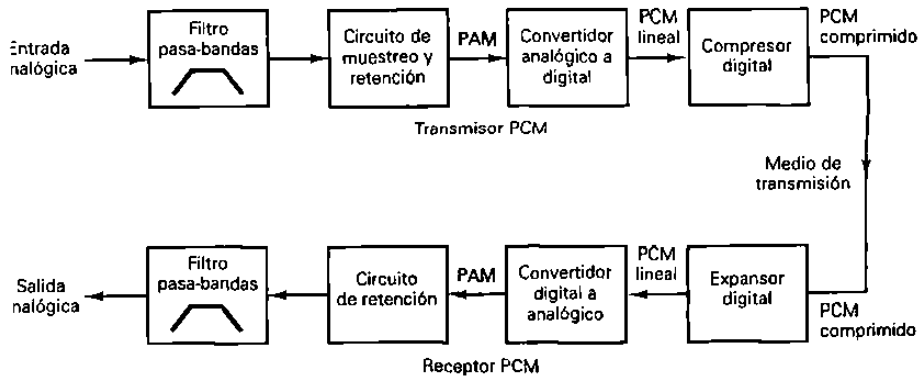 Entrada
nalógica
Filtro
pasa-bandas
Circuito de
muestreo y
retención
PAM
Convertidor
analógico a
digital
PCM
lineal
Compresor
digital
PCM
comprimido
Transmisor PCM
Medio de
transmisión
Salida
nalógica
Filtro
pasa-bandas
Circuito
de retención
PAM
Convertidor
digital a
analógico
PCM
lineal
Expansor
digital
PCM
comprimido
Receptor PCM